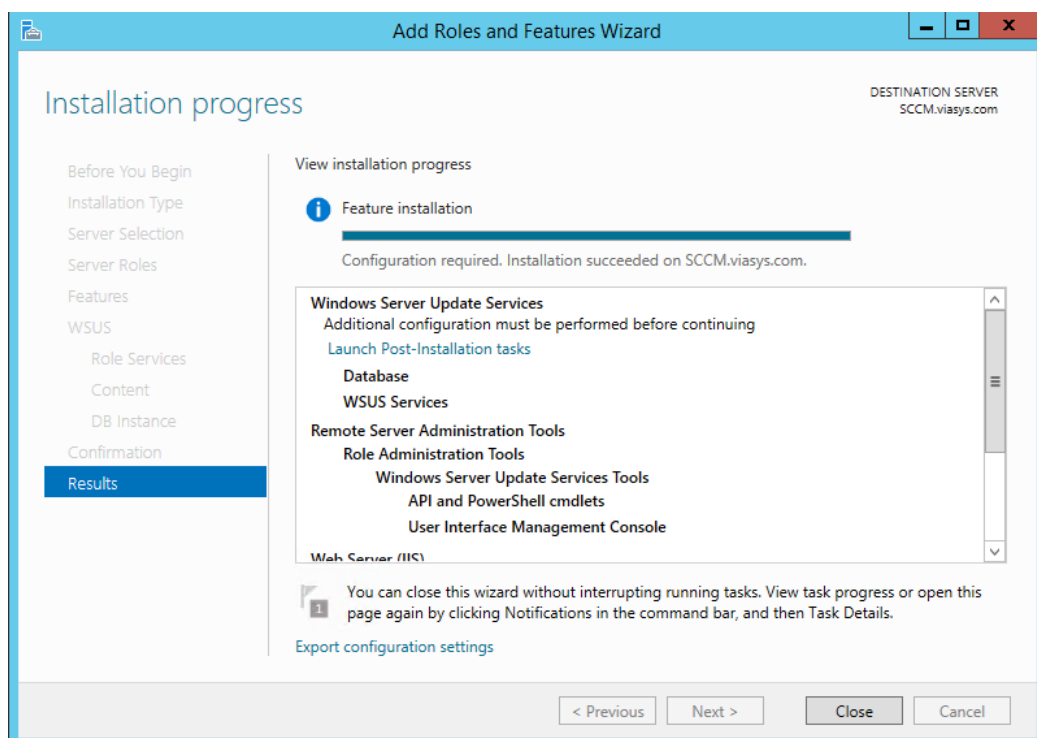 Add Roles and Features Wizard
Installation progress
DESTINATION SERVER
SCCM.viasys.com
Before You Begin
Installation Type
Server Selection
Server Roles
Features
WSUS
Role Services
Content
DB Instance
Confirmation
Results
View installation progress
Feature installation
Configuration required. Installation succeeded on SCCM.viasys.com.
Windows Server Update Services
Additional configuration must be performed before continuing
Launch Post-Installation tasks
Database
WSUS Services
Remote Server Administration Tools
Role Administration Tools
Windows Server Update Services Tools
API and PowerShell cmdlets
User Interface Management Console
Web Server (IIS)
1
You can close this wizard without interrupting running tasks. View task progress or open this
page again by clicking Notifications in the command bar, and then Task Details.
Export configuration settings
< Previous
Next >
Close
Cancel